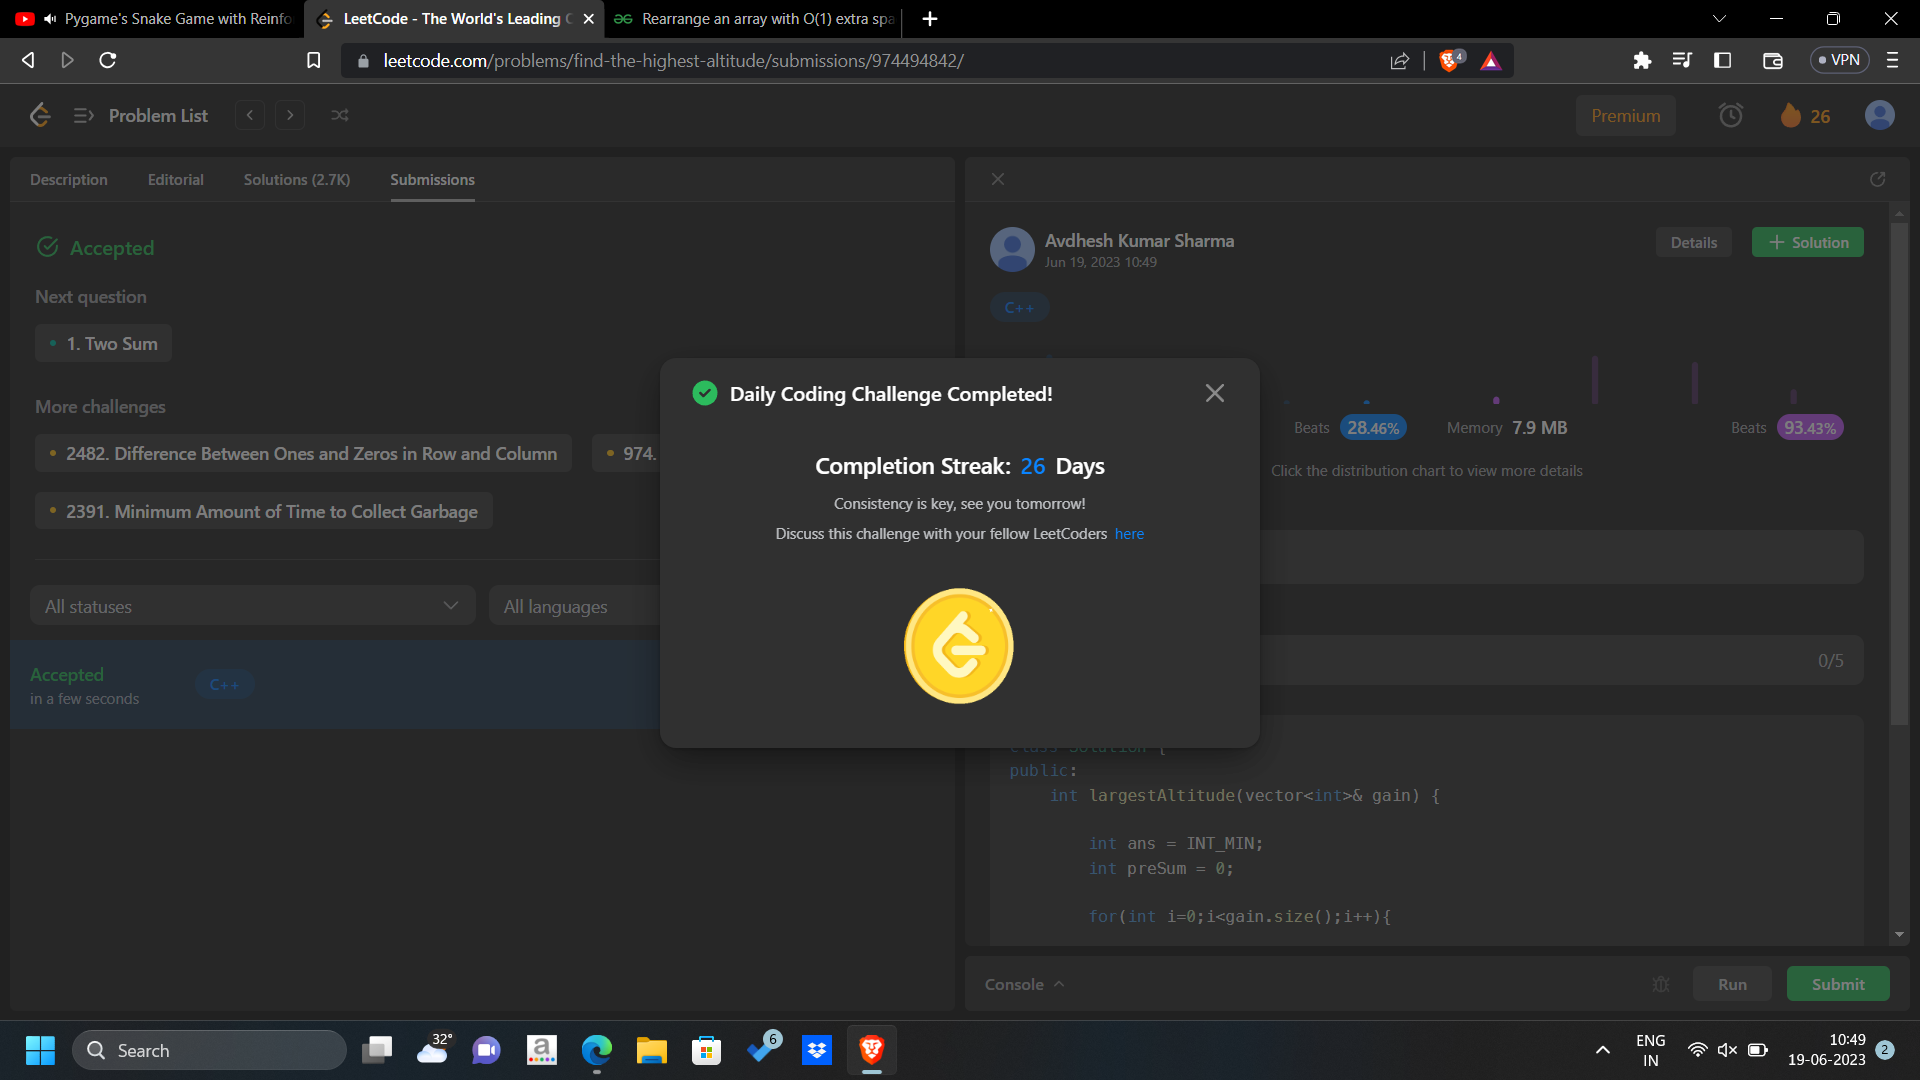 Pygame's Snake Game with Reinfo
LeetCode - The World's Leading
Rearrange an array with O(1) extra spa
leetcode.com/problems/find-the-highest-altitude/submissions/974494842/
4
VPN
Problem List
Premium
26
Description
Editorial
Solutions (2.7K)
Submissions
Accepted
Next question
1. Two Sum
More challenges
2482. Difference Between Ones and Zeros in Row and Column
974.
2391. Minimum Amount of Time to Collect Garbage
All statuses
All languages
Accepted
in a few seconds
C++
Avdhesh Kumar Sharma
Jun 19, 2023 10:49
Details
Solution
C++
Beats 28.46%
Memory 7.9 MB
Beats 93.43%
Click the distribution chart to view more details
0/5
Daily Coding Challenge Completed!
Completion Streak: 26 Days
Consistency is key, see you tomorrow!
Discuss this challenge with your fellow LeetCoders here
class Solution {
public:
int largestAltitude(vector<int>& gain) {
int ans = INT_MIN;
int preSum = 0;
for(int i=0;i<gain.size();i++){
Console
Run
Submit
Search
32°
a
6
ENG
IN
10:49
19-06-2023
2